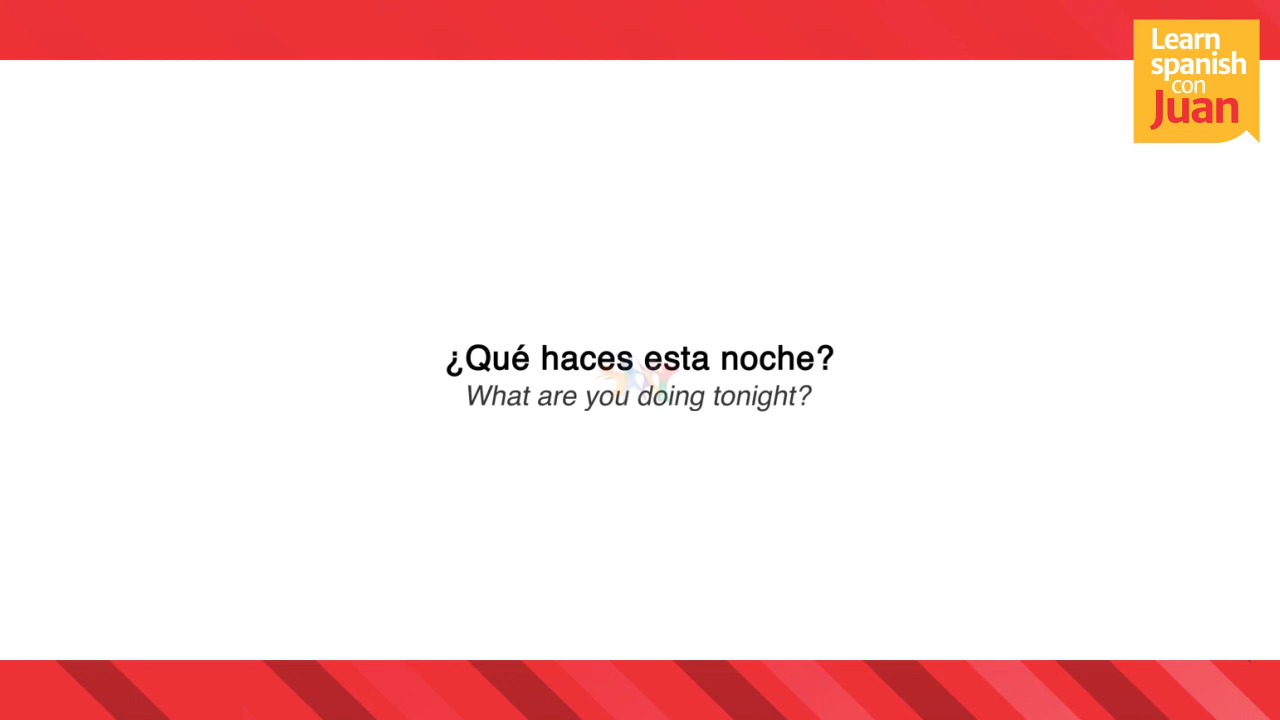 Learn
spanish
con
Juan
¿Qué haces esta noche?
What are you doing tonight?